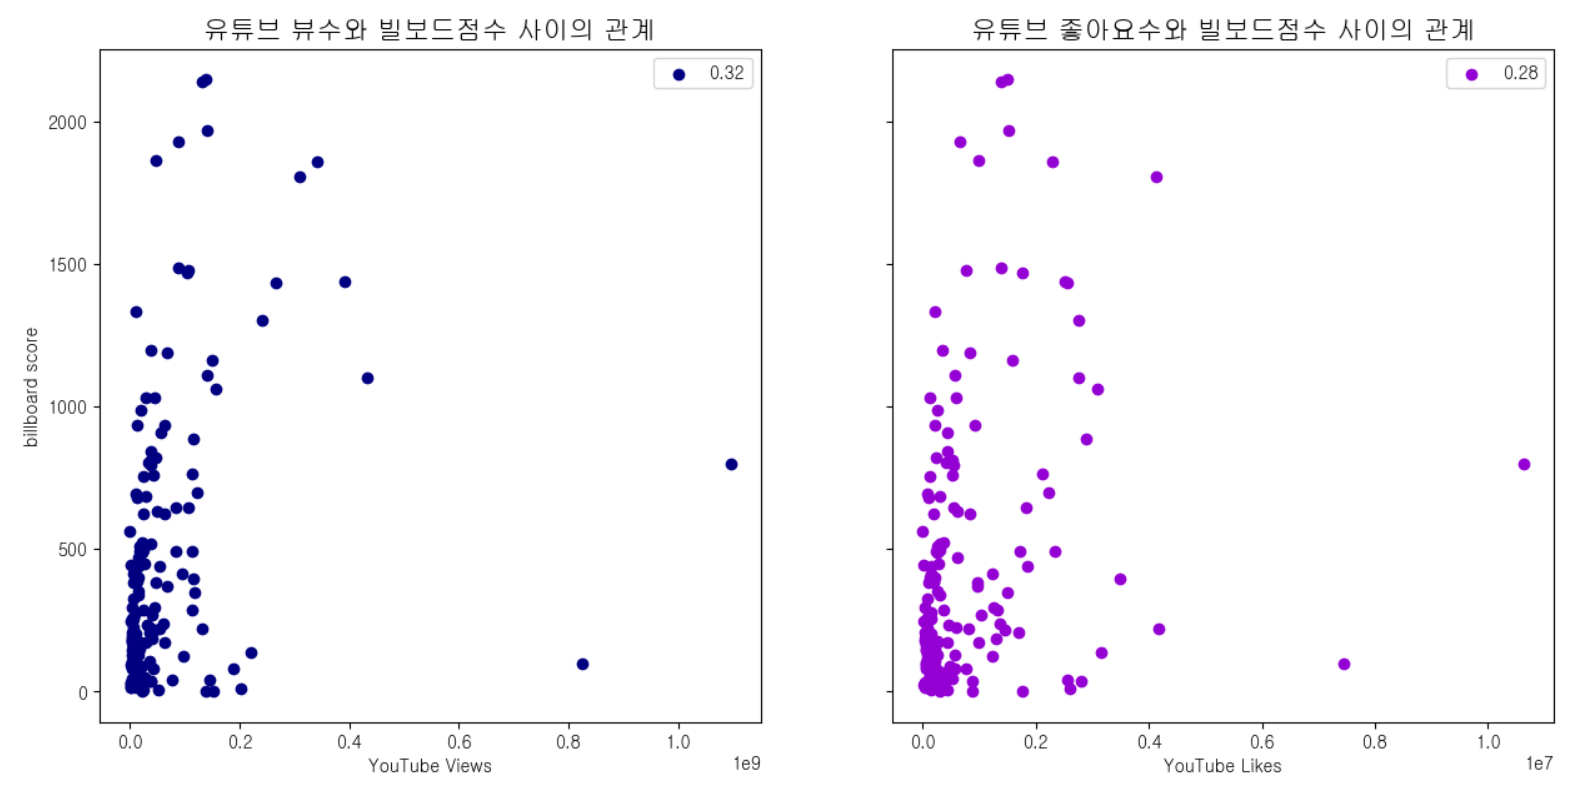 유튜브 뷰수와 빌보드점수 사이의 관계
0.32
2000
1500
1000
500
0
billboard score
0.0 0.2 0.4 0.6 0.8 1.0
1e9
YouTube Views
유튜브 좋아요수와 빌보드점수 사이의 관계
0.28
0.0 0.2 0.4 0.6 0.8 1.0
1e7
YouTube Likes